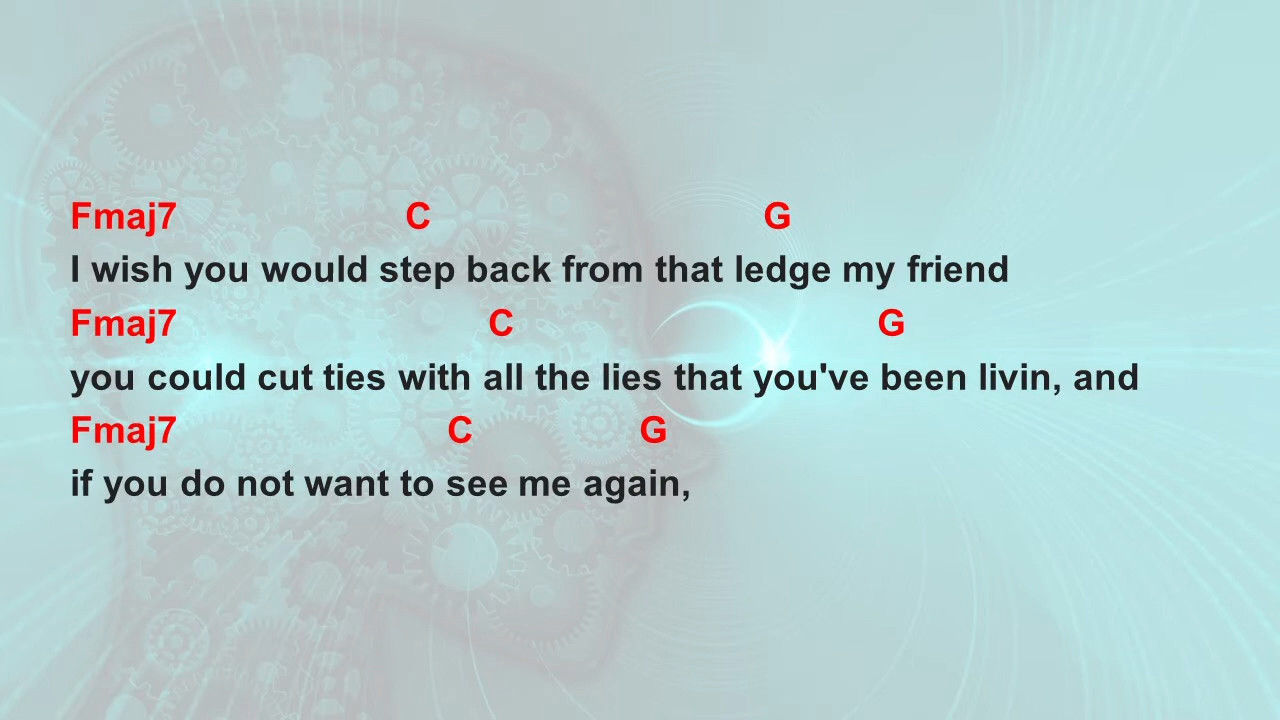 Fmaj7 C G
I wish you would step back from that ledge my friend
Fmaj7 C G
you could cut ties with all the lies that you've been livin, and
Fmaj7 C G
if you do not want to see me again,